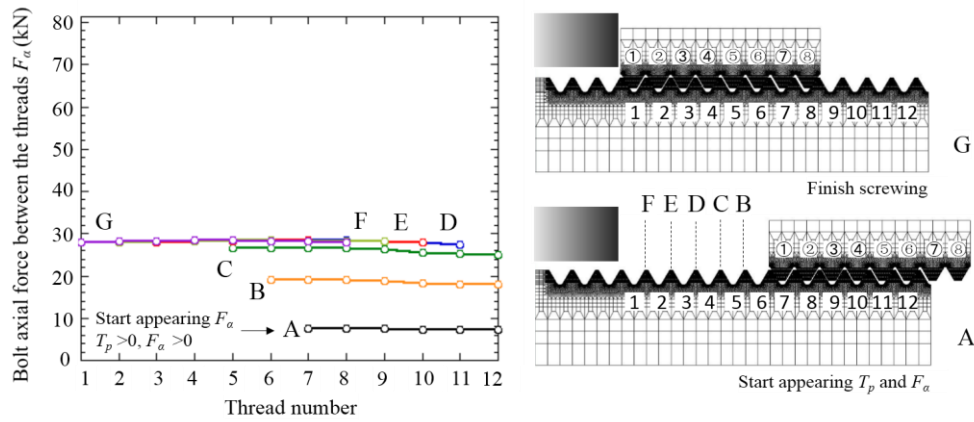 Bolt axial force between the threads Fα (kN)
80
70
60
50
40
30
20
10
0
G
F
E
D
C
B
A
Start appearing Fα
Tp >0, Fα >0
1 2 3 4 5 6 7 8 9 10 11 12
Thread number
① ② ③ ④ ⑤ ⑥ ⑦ ⑧
1 2 3 4 5 6 7 8 9 10 11 12
G
Finish screwing
F E D C B
① ② ③ ④ ⑤ ⑥ ⑦ ⑧
1 2 3 4 5 6 7 8 9 10 11 12
A
Start appearing Tp and Fα